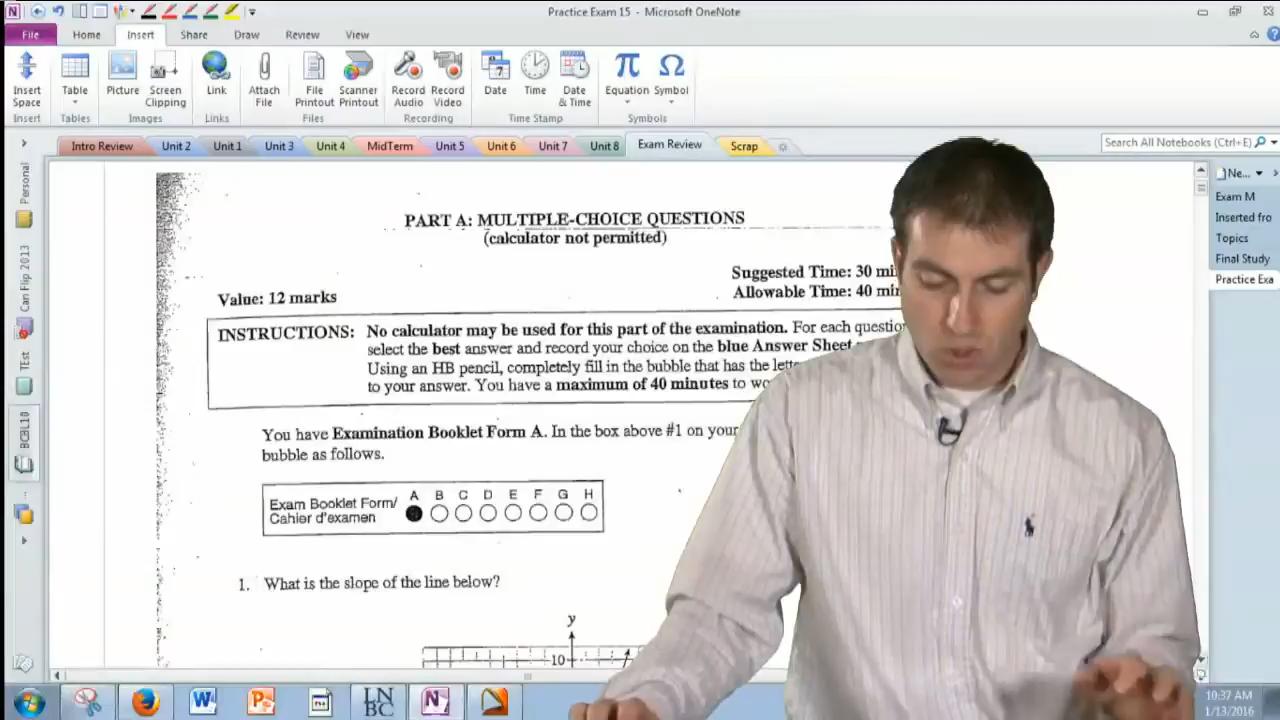 Practice Exam 15 - Microsoft OneNote
File Home Insert Share Draw Review View
Insert Space Table Picture Screen Clipping Link Attach File File Printout Scanner Printout Record Audio Record Video Date Time Date & Time Equation Symbol
Insert Tables Images Links Files Recording Time Stamp Symbols
Intro Review Unit 2 Unit 1 Unit 3 Unit 4 MidTerm Unit 5 Unit 6 Unit 7 Unit 8 Exam Review Scrap Search All Notebooks (Ctrl+E)
Personal
Can Flip 2013
TEst
BCBL10
Ne...
Exam M
Inserted fro
Topics
Final Study
Practice Exa
PART A: MULTIPLE-CHOICE QUESTIONS
(calculator not permitted)
Suggested Time: 30 mi
Value: 12 marks
Allowable Time: 40 min
INSTRUCTIONS: No calculator may be used for this part of the examination. For each questio
select the best answer and record your choice on the blue Answer Sheet
Using an HB pencil, completely fill in the bubble that has the lette
to your answer. You have a maximum of 40 minutes to wo
You have Examination Booklet Form A. In the box above #1 on your
bubble as follows.
A B C D E F G H
Exam Booklet Form/
Cahier d'examen
1. What is the slope of the line below?
y
10
LN
BC
10:37 AM
1/13/2016